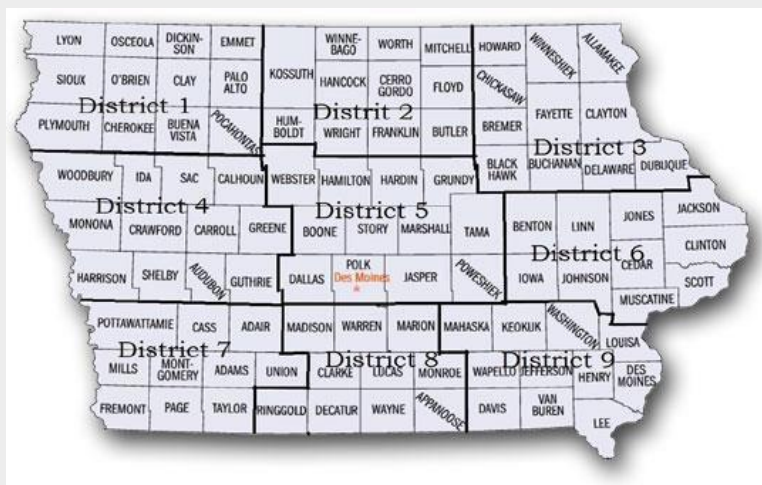 LYON OSCEOLA DICKIN-SON EMMET WINNE-BAGO WORTH MITCHELL HOWARD WINNESHIEK ALLAMAKEE
KOSSUTH
SIOUX O'BRIEN CLAY PALO ALTO HANCOCK CERRO GORDO FLOYD CHICKASAW
District 1 Distrit 2
FAYETTE CLAYTON
PLYMOUTH CHEROKEE BUENA VISTA POCAHONTAS HUM-BOLDT WRIGHT FRANKLIN BUTLER BREMER
District 3
WOODBURY IDA SAC CALHOUN WEBSTER HAMILTON HARDIN GRUNDY BLACK HAWK BUCHANAN DELAWARE DUBUQUE
District 4 District 5
MONONA CRAWFORD CARROLL GREENE BOONE STORY MARSHALL TAMA BENTON LINN JONES JACKSON
District 6
CLINTON
HARRISON SHELBY AUDUBON GUTHRIE DALLAS POLK JASPER POWESHIEK IOWA JOHNSON CEDAR SCOTT
Des Moines
*
MUSCATINE
POTTAWATTAMIE CASS ADAIR MADISON WARREN MARION MAHASKA KEOKUK WASHINGTON LOUISA
District 7 District 8 District 9
MILLS MONT-GOMERY ADAMS UNION CLARKE LUCAS MONROE WAPELLO JEFFERSON HENRY DES MOINES
FREMONT PAGE TAYLOR RINGGOLD DECATUR WAYNE APPANOOSE DAVIS VAN BUREN LEE